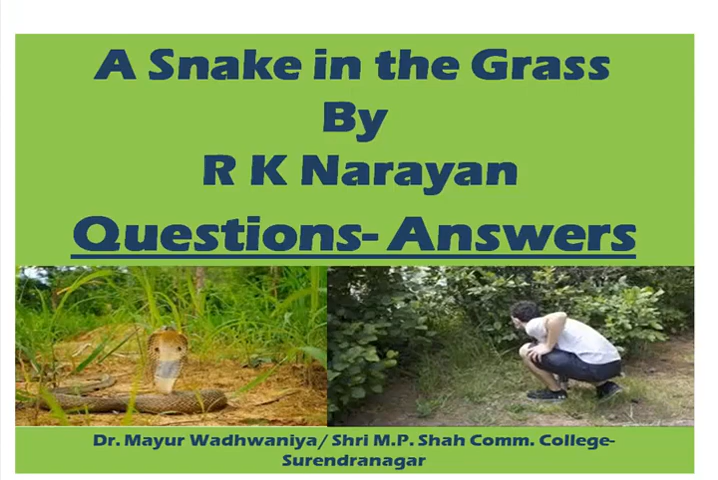 A Snake in the Grass
By
R K Narayan
Questions- Answers
Dr. Mayur Wadhwaniya/ Shri M.P. Shah Comm. College-
Surendranagar